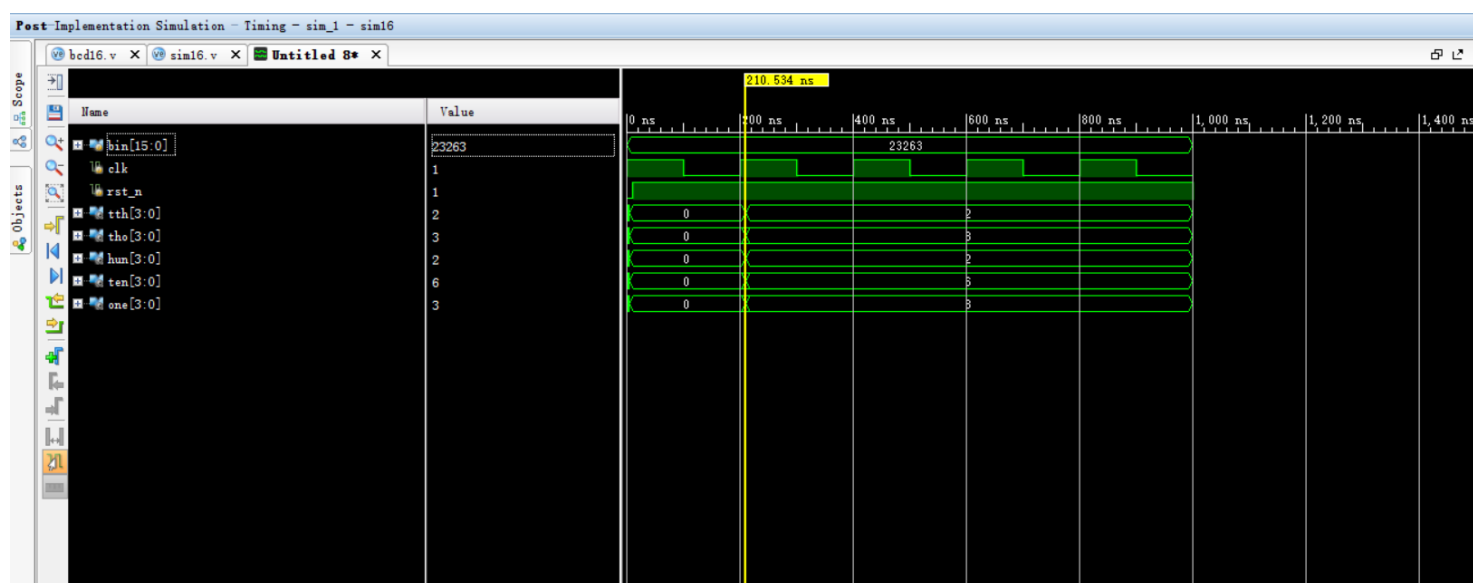 Post-Implementation Simulation - Timing - sim_1 - sim16
bcd16.v X sim16.v X Untitled 8* X
Scope
Objects
210.534 ns
Name Value
0 ns 200 ns 400 ns 600 ns 800 ns 1,000 ns 1,200 ns 1,400 ns
bin[15:0] 23263 23263
clk 1
rst_n 1
tth[3:0] 2 0 2
tho[3:0] 3 0 3
hun[3:0] 2 0 2
ten[3:0] 6 0 6
one[3:0] 3 0 3